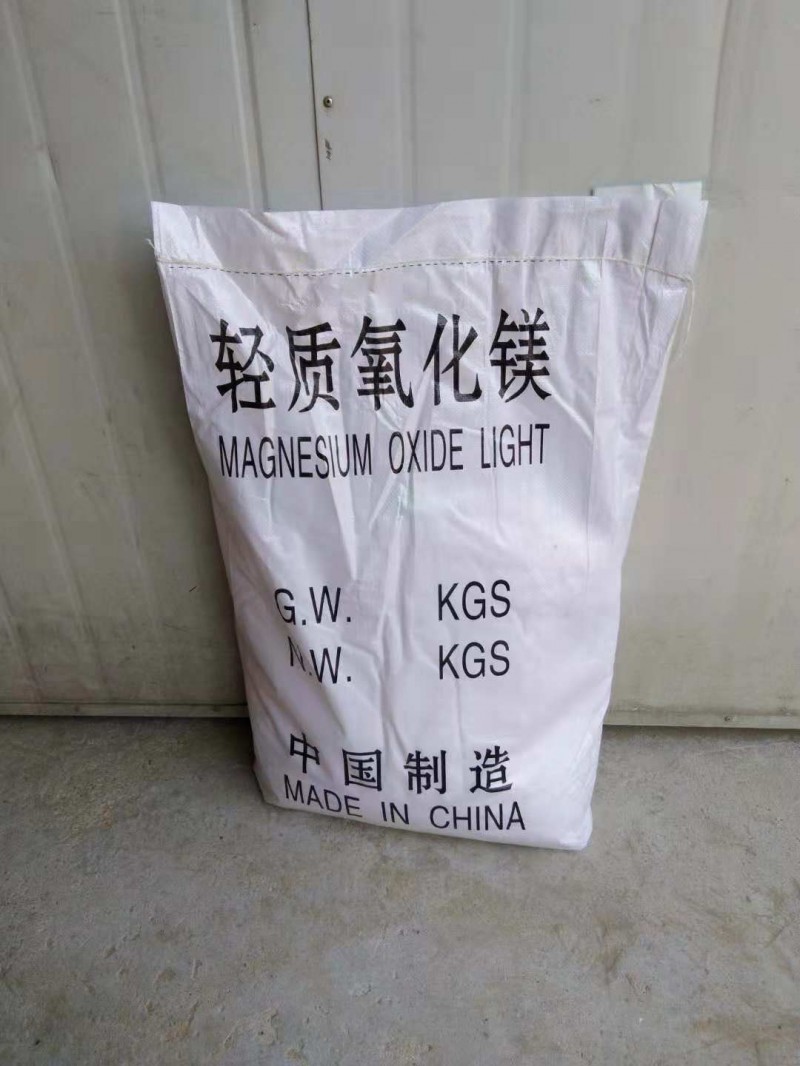 轻质氧化镁
MAGNESIUM OXIDE LIGHT
G.W. KGS
N.W. KGS
中国制造
MADE IN CHINA